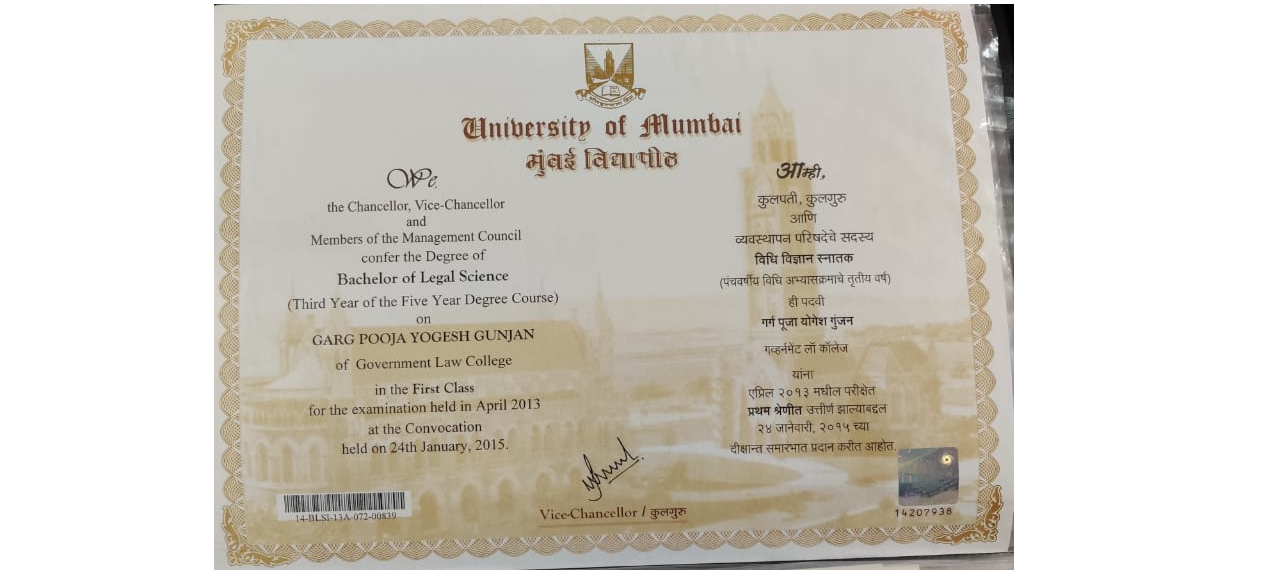 University of Mumbai
मुंबई विद्यापीठ
We
the Chancellor, Vice-Chancellor
and
Members of the Management Council
confer the Degree of
Bachelor of Legal Science
(Third Year of the Five Year Degree Course)
on
GARG POOJA YOGESH GUNJAN
of Government Law College
in the First Class
for the examination held in April 2013
at the Convocation
held on 24th January, 2015.
आम्ही,
कुलपती, कुलगुरु
आणि
व्यवस्थापन परिषदेचे सदस्य
विधि विज्ञान स्नातक
(पंचवर्षीय विधि अभ्यासक्रमाचे तृतीय वर्ष)
ही पदवी
गर्ग पूजा योगेश गुंजन
गव्हर्नमेंट लॉ कॉलेज
यांना
एप्रिल २०१३ मधील परीक्षेत
प्रथम श्रेणीत उत्तीर्ण झाल्याबद्दल
२४ जानेवारी, २०१५ च्या
दीक्षान्त समारंभात प्रदान करीत आहोत.
14-BLSI-13A-072-00839
Vice-Chancellor / कुलगुरु
14207938